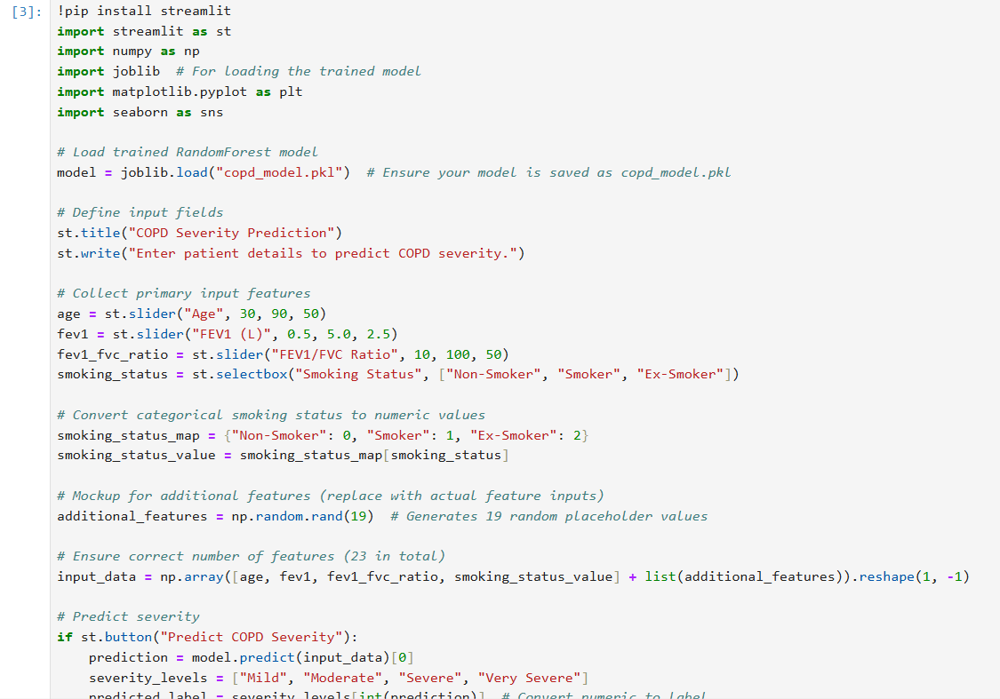 [3]: !pip install streamlit
import streamlit as st
import numpy as np
import joblib  # For loading the trained model
import matplotlib.pyplot as plt
import seaborn as sns

# Load trained RandomForest model
model = joblib.load("copd_model.pkl")  # Ensure your model is saved as copd_model.pkl

# Define input fields
st.title("COPD Severity Prediction")
st.write("Enter patient details to predict COPD severity.")

# Collect primary input features
age = st.slider("Age", 30, 90, 50)
fev1 = st.slider("FEV1 (L)", 0.5, 5.0, 2.5)
fev1_fvc_ratio = st.slider("FEV1/FVC Ratio", 10, 100, 50)
smoking_status = st.selectbox("Smoking Status", ["Non-Smoker", "Smoker", "Ex-Smoker"])

# Convert categorical smoking status to numeric values
smoking_status_map = {"Non-Smoker": 0, "Smoker": 1, "Ex-Smoker": 2}
smoking_status_value = smoking_status_map[smoking_status]

# Mockup for additional features (replace with actual feature inputs)
additional_features = np.random.rand(19)  # Generates 19 random placeholder values

# Ensure correct number of features (23 in total)
input_data = np.array([age, fev1, fev1_fvc_ratio, smoking_status_value] + list(additional_features)).reshape(1, -1)

# Predict severity
if st.button("Predict COPD Severity"):
    prediction = model.predict(input_data)[0]
    severity_levels = ["Mild", "Moderate", "Severe", "Very Severe"]
    predicted_label = severity_levels[int(prediction)]  # Convert numeric to label